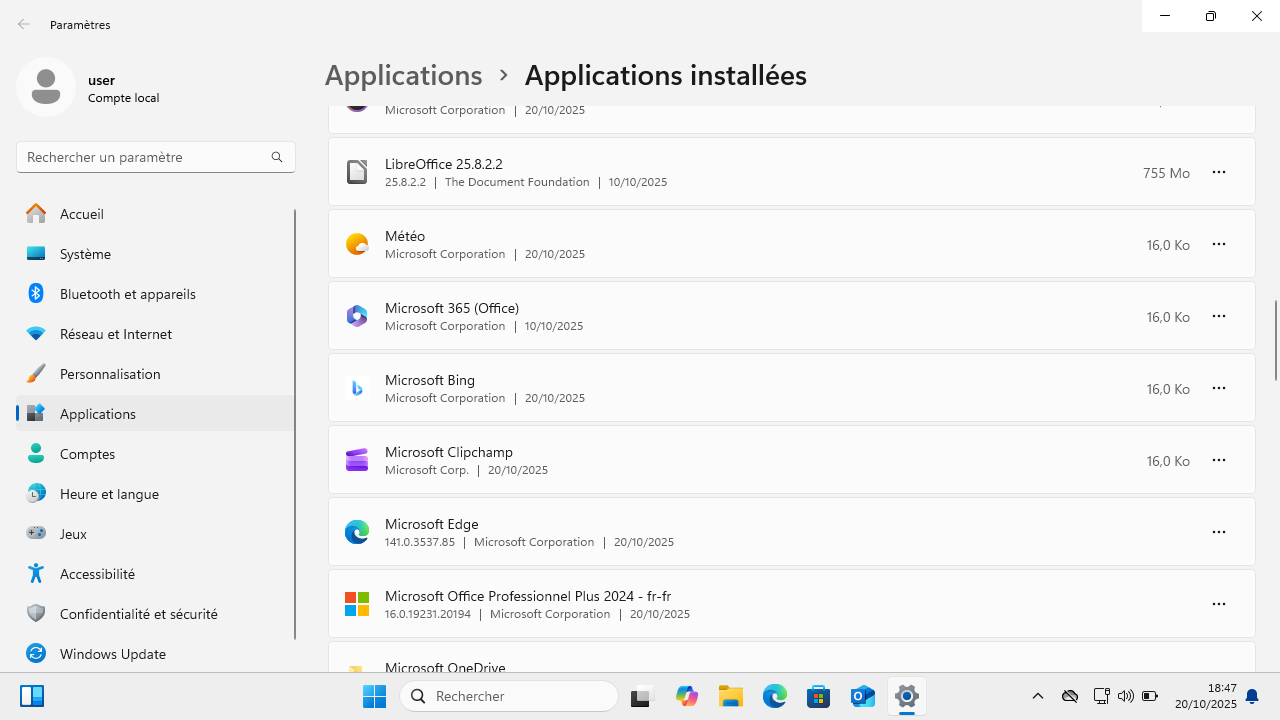 Paramètres
user
Compte local
Rechercher un paramètre
Accueil
Système
Bluetooth et appareils
Réseau et Internet
Personnalisation
Applications
Comptes
Heure et langue
Jeux
Accessibilité
Confidentialité et sécurité
Windows Update
Applications > Applications installées
Microsoft Corporation | 20/10/2025
LibreOffice 25.8.2.2
25.8.2.2 | The Document Foundation | 10/10/2025
755 Mo
Météo
Microsoft Corporation | 20/10/2025
16,0 Ko
Microsoft 365 (Office)
Microsoft Corporation | 10/10/2025
16,0 Ko
Microsoft Bing
Microsoft Corporation | 20/10/2025
16,0 Ko
Microsoft Clipchamp
Microsoft Corp. | 20/10/2025
16,0 Ko
Microsoft Edge
141.0.3537.85 | Microsoft Corporation | 20/10/2025
Microsoft Office Professionnel Plus 2024 - fr-fr
16.0.19231.20194 | Microsoft Corporation | 20/10/2025
Microsoft OneDrive
Rechercher
18:47
20/10/2025